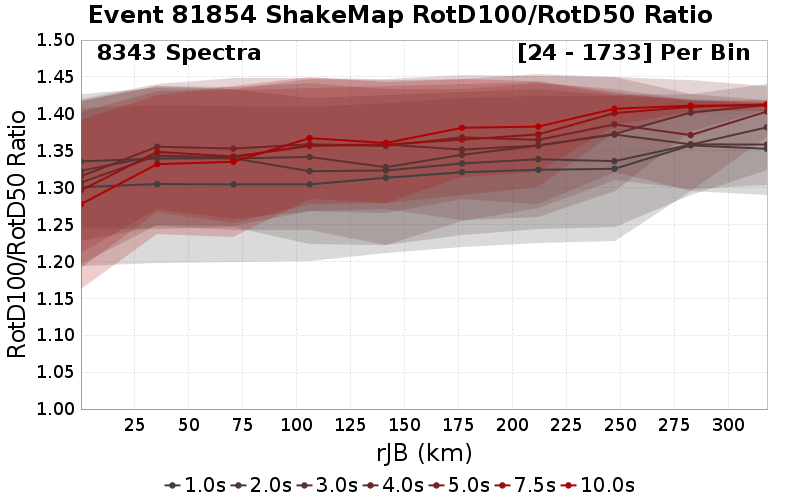 Event 81854 ShakeMap RotD100/RotD50 Ratio
8343 Spectra
[24 - 1733] Per Bin
RotD100/RotD50 Ratio
1.50
1.45
1.40
1.35
1.30
1.25
1.20
1.15
1.10
1.05
1.00
25 50 75 100 125 150 175 200 225 250 275 300
rJB (km)
1.0s 2.0s 3.0s 4.0s 5.0s 7.5s 10.0s